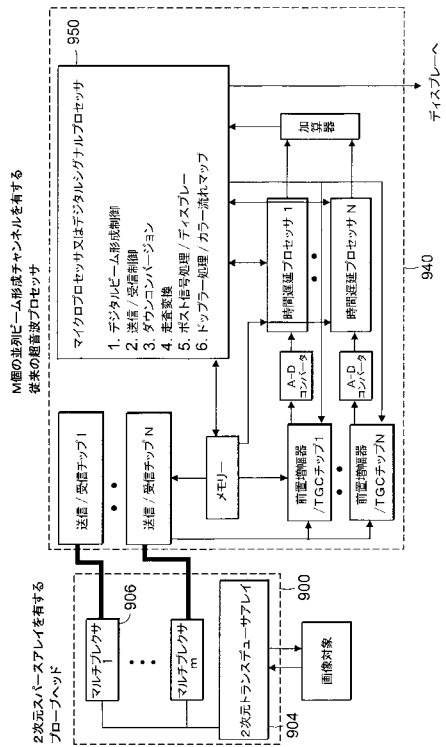 M個の並列ビーム形成チャンネルを有する
従来の超音波プロセッサ
2次元スパースアレイを有する
プローブヘッド
950
マイクロプロセッサ又はデジタルシグナルプロセッサ
1. デジタルビーム形成制御
2. 送信/受信制御
3. ダウンコンバージョン
4. 走査変換
5. ポスト信号処理/ディスプレー
6. ドップラー処理/カラー流れマップ
送信/受信チップ1
送信/受信チップN
メモリー
加算器
時間遅延プロセッサ 1
時間遅延プロセッサ N
A-D
コンバータ
A-D
コンバータ
前置増幅器
/TGCチップ1
前置増幅器
/TGCチップN
940
ディスプレーへ
906
マルチプレクサ
1
マルチプレクサ
m
900
2次元トランスデューサアレイ
904
画像対象